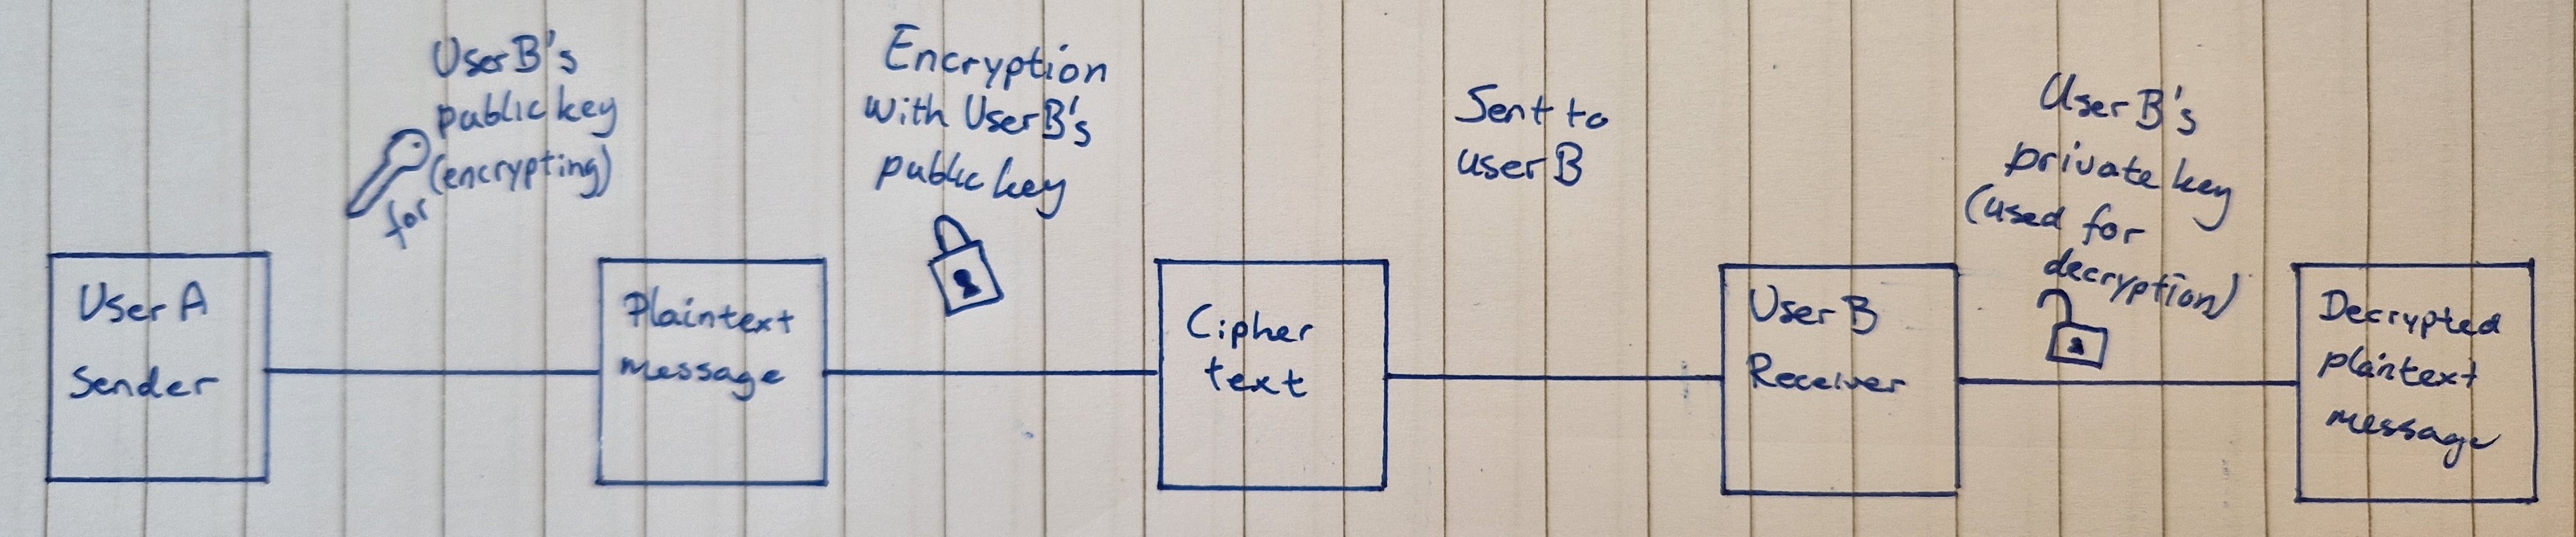 User B's
public key
(encrypting)
for
Encryption
with User B's
public key
Sent to
user B
User B's
private key
(used for
decryption)
User A
Sender
Plaintext
message
Cipher
text
User B
Receiver
Decrypted
plaintext
message